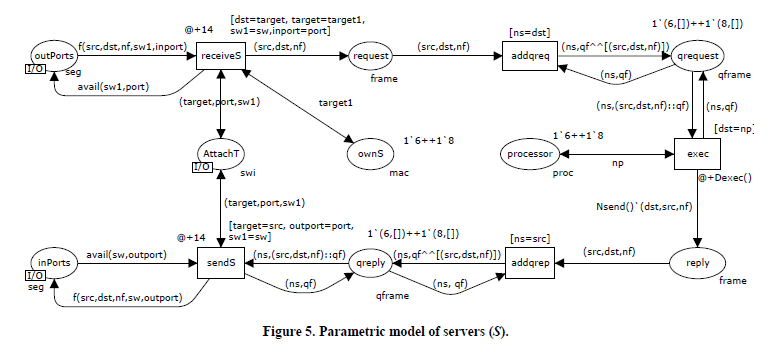 [dst=target, target=target1,
sw1=sw,inport=port]
@+14
[ns=dst]
1`(6,[])++1`(8,[])
outPorts
f(src,dst,nf,sw1,inport)
receiveS
(src,dst,nf)
request
(src,dst,nf)
addqreq
(ns,qf^^[(src,dst,nf)])
qrequest
I/O
seg
frame
(ns,qf)
qframe
avail(sw1,port)
(target,port,sw1)
target1
(ns,(src,dst,nf)::qf)
(ns,qf)
[dst=np]
1`6++1`8
1`6++1`8
AttachT
ownS
processor
np
exec
I/O
swi
mac
proc
@+Dexec()
(target,port,sw1)
Nsend()`(dst,src,nf)
[target=src, outport=port,
sw1=sw]
@+14
1`(6,[])++1`(8,[])
[ns=src]
inPorts
avail(sw,outport)
sendS
(ns,(src,dst,nf)::qf)
qreply
(ns,qf^^[(src,dst,nf)])
addqrep
(src,dst,nf)
reply
I/O
seg
(ns,qf)
qframe
(ns, qf)
frame
f(src,dst,nf,sw,outport)
Figure 5. Parametric model of servers (S).